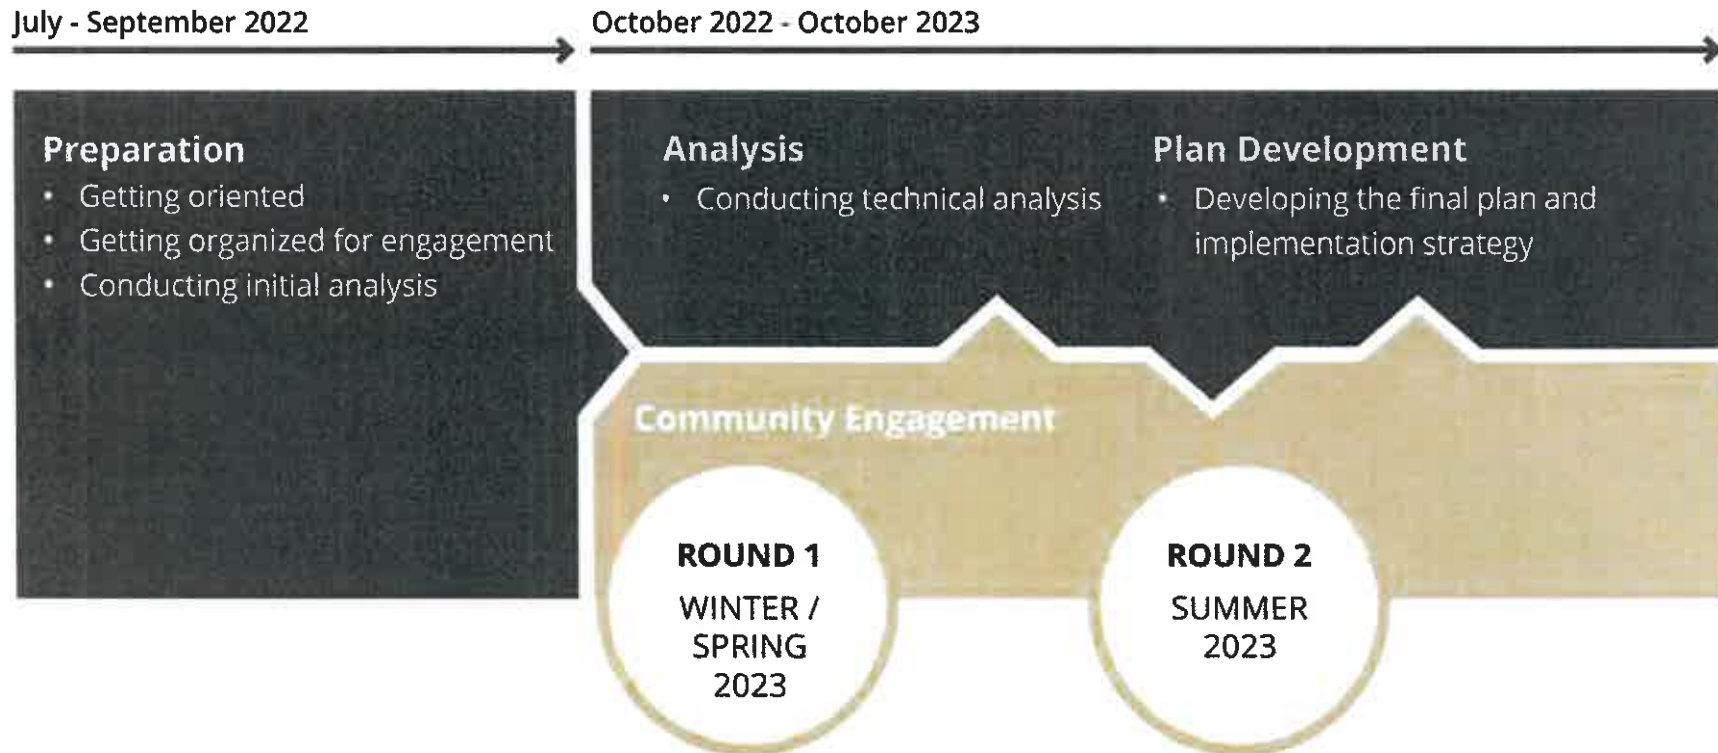 July - September 2022
October 2022 - October 2023
Preparation
• Getting oriented
• Getting organized for engagement
• Conducting initial analysis
Analysis
• Conducting technical analysis
Plan Development
• Developing the final plan and
implementation strategy
Community Engagement
ROUND 1
WINTER /
SPRING
2023
ROUND 2
SUMMER
2023